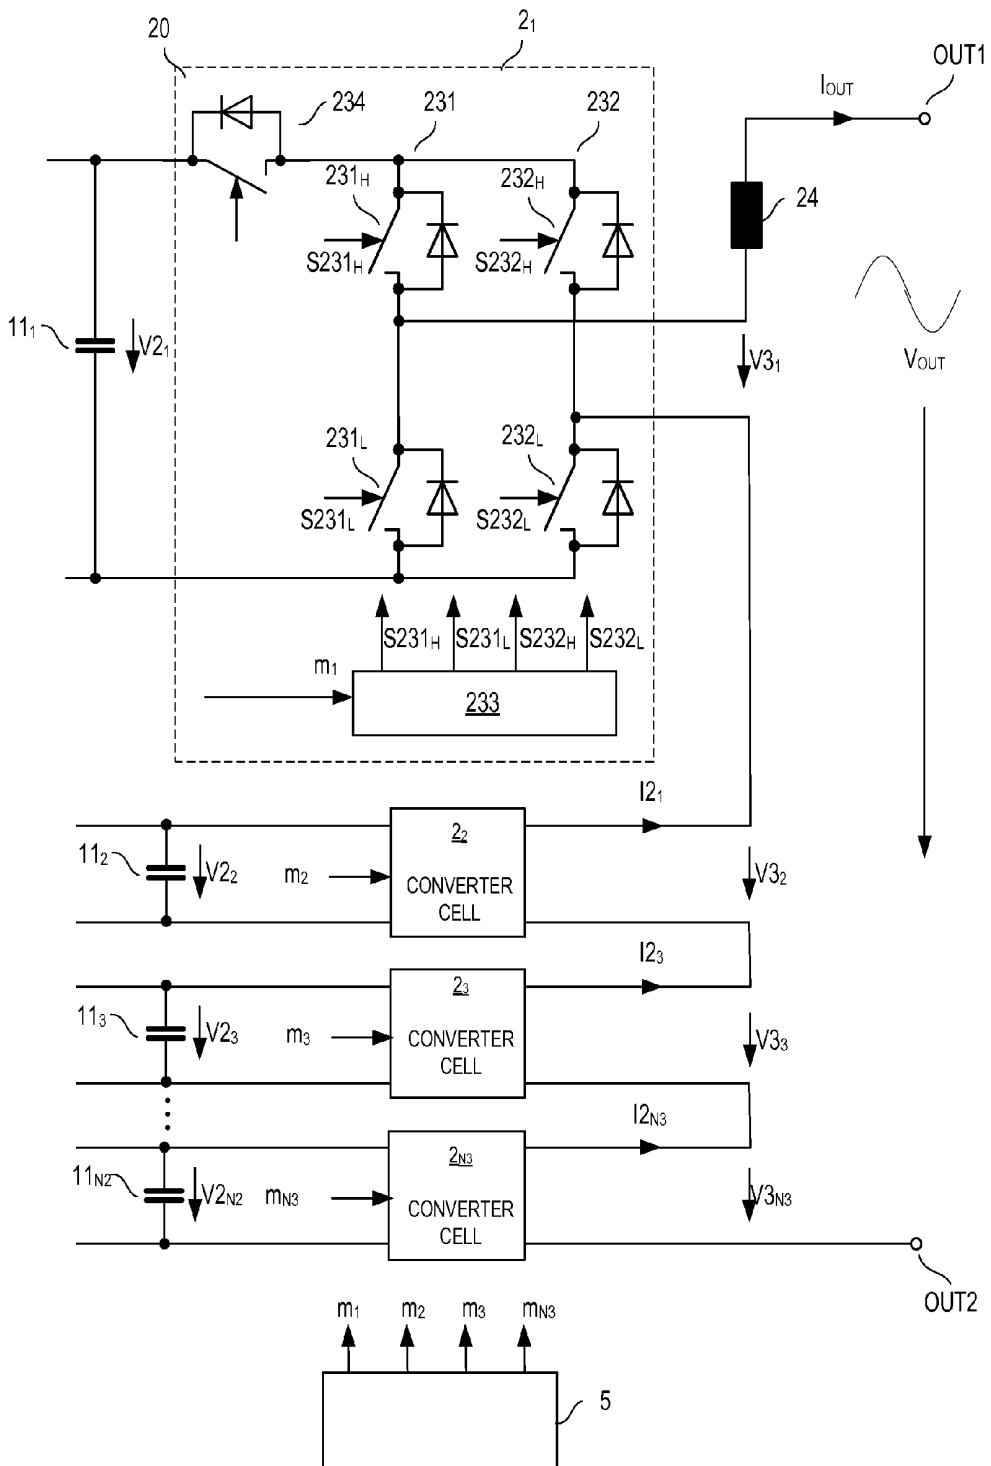 20
2₁
OUT1
I_OUT
234
231
232
231_H
232_H
24
S231_H
S232_H
11₁
V2₁
V3₁
V_OUT
231_L
232_L
S231_L
S232_L
S231_H
S231_L
S232_H
S232_L
m₁
233
I2₁
11₂
V2₂
m₂
2₂
CONVERTER
CELL
V3₂
I2₃
11₃
V2₃
m₃
2₃
CONVERTER
CELL
V3₃
I2_N3
11_N2
V2_N2
m_N3
2_N3
CONVERTER
CELL
V3_N3
OUT2
m₁
m₂
m₃
m_N3
5